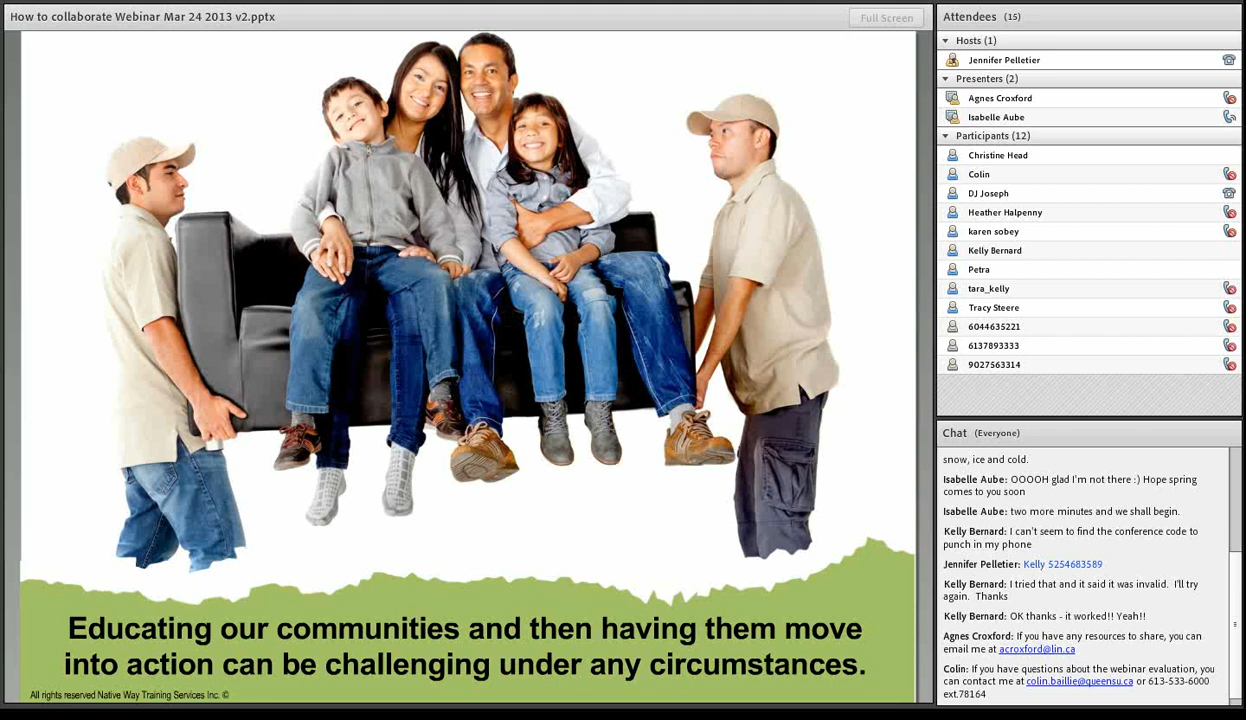 How to collaborate Webinar Mar 24 2013 v2.pptx
Full Screen
Educating our communities and then having them move
into action can be challenging under any circumstances.
All rights reserved Native Way Training Services Inc. ©
Attendees (15)
Hosts (1)
Jennifer Pelletier
Presenters (2)
Agnes Croxford
Isabelle Aube
Participants (12)
Christine Head
Colin
DJ Joseph
Heather Halpenny
karen sobey
Kelly Bernard
Petra
tara_kelly
Tracy Steere
6044635221
6137893333
9027563314
Chat (Everyone)
snow, ice and cold.
Isabelle Aube: OOOOH glad I'm not there :) Hope spring
comes to you soon
Isabelle Aube: two more minutes and we shall begin.
Kelly Bernard: I can't seem to find the conference code to
punch in my phone
Jennifer Pelletier: Kelly 5254683589
Kelly Bernard: I tried that and it said it was invalid. I'll try
again. Thanks
Kelly Bernard: OK thanks - it worked!! Yeah!!
Agnes Croxford: If you have any resources to share, you can
email me at acroxford@lin.ca
Colin: If you have questions about the webinar evaluation, you
can contact me at colin.baillie@queensu.ca or 613-533-6000
ext.78164